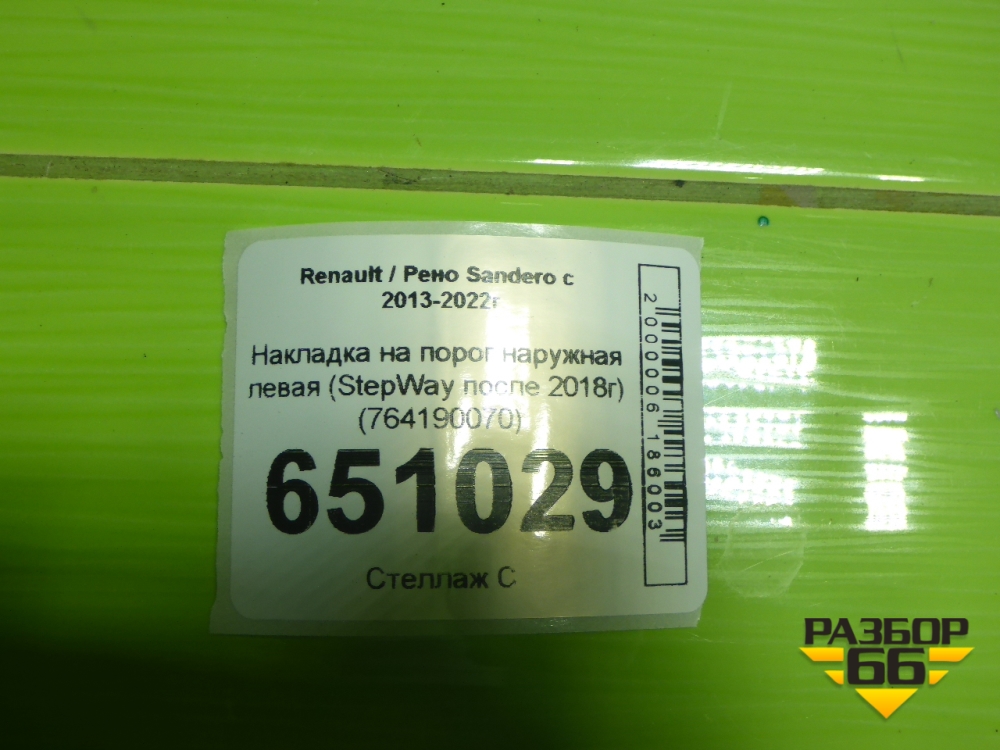 Renault / Рено Sandero с
2013-2022г
Накладка на порог наружная
левая (StepWay после 2018г)
(764190070)
651029
Стеллаж С
2000006186003
РАЗБОР
66